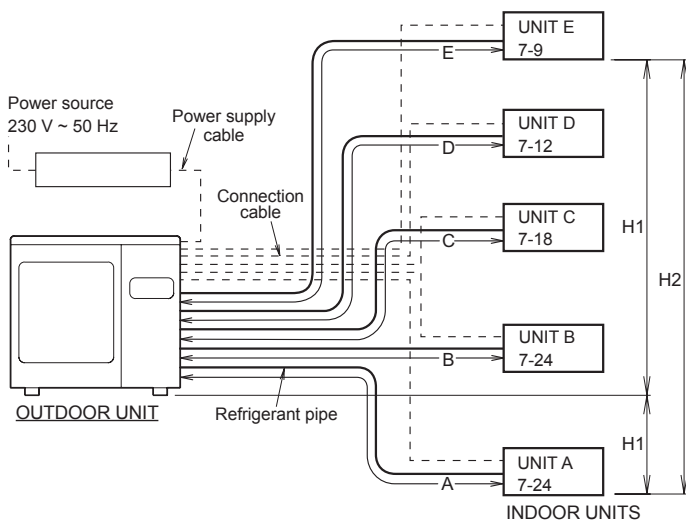 UNIT E
7-9
E
Power source
230 V ~ 50 Hz
Power supply
cable
UNIT D
7-12
D
Connection
cable
UNIT C
7-18
C
H1
H2
UNIT B
7-24
B
OUTDOOR UNIT
Refrigerant pipe
H1
UNIT A
7-24
A
INDOOR UNITS